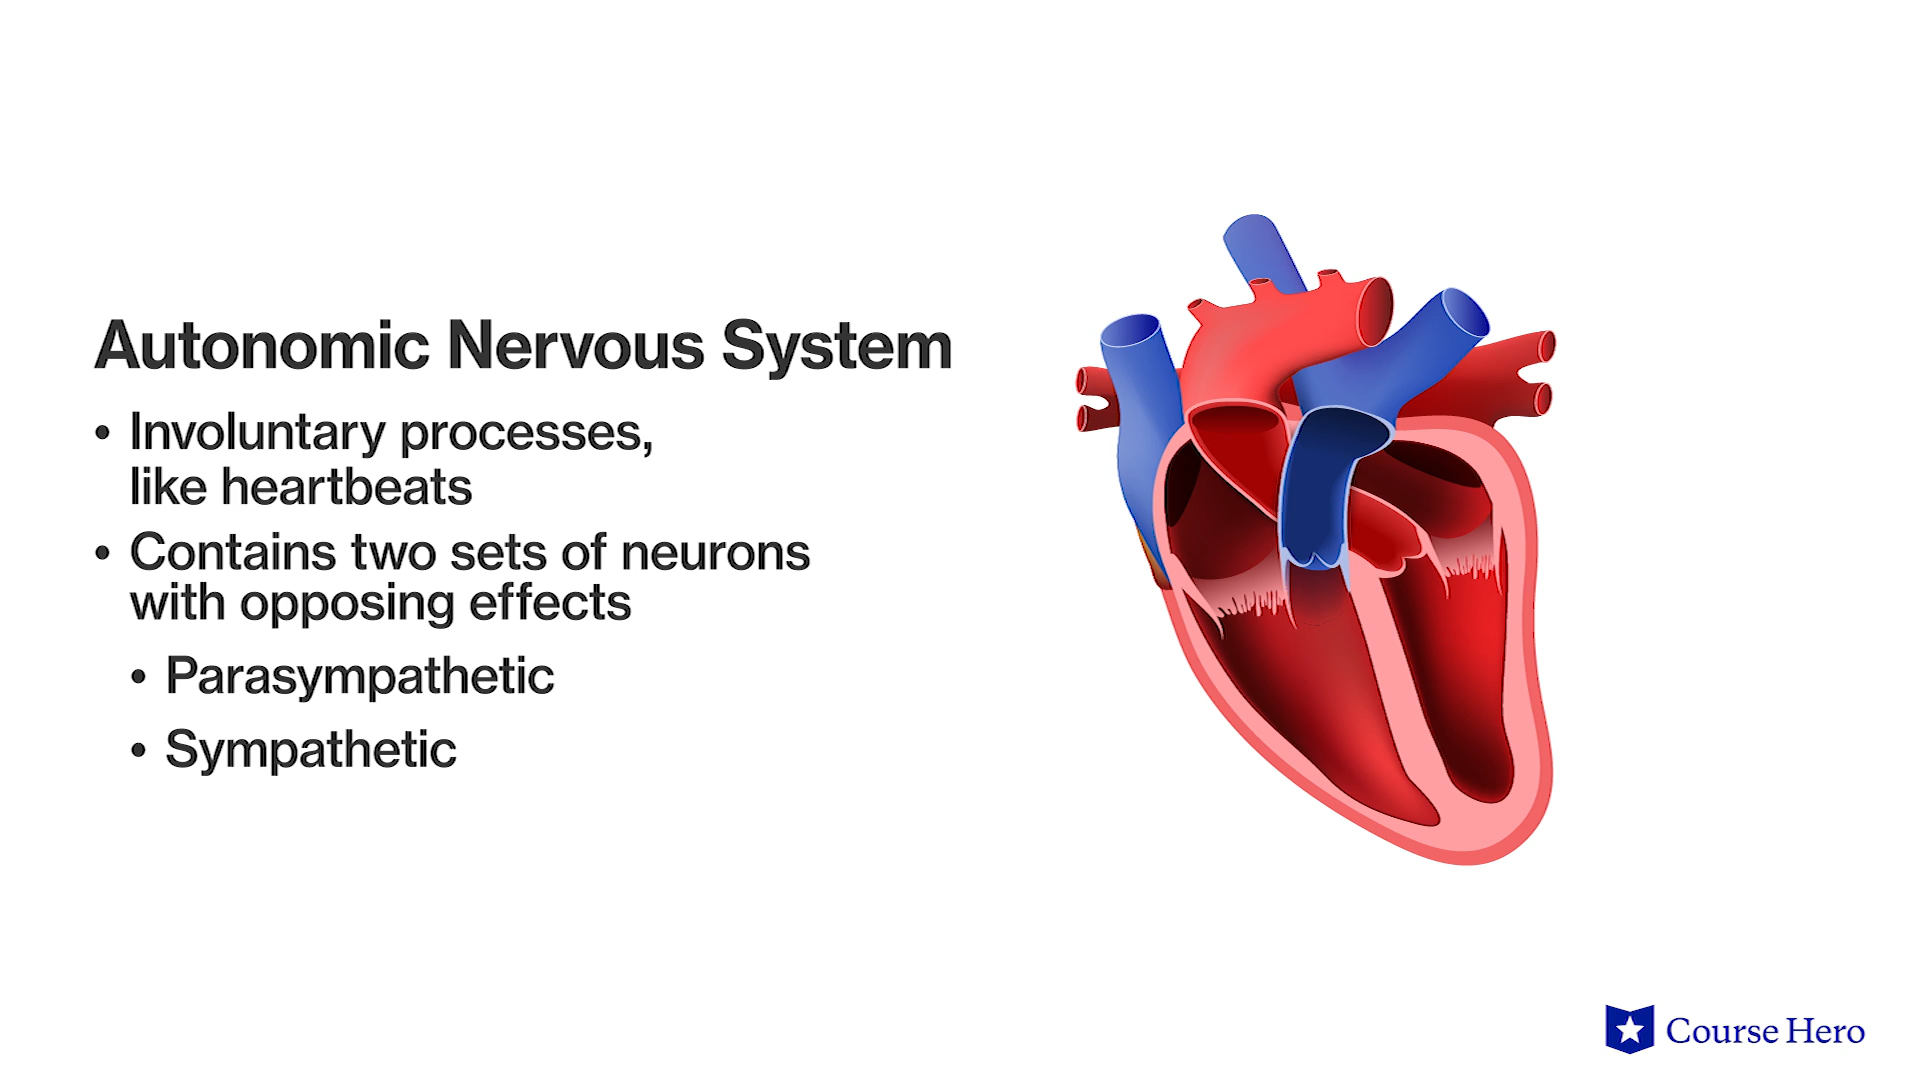 Autonomic Nervous System
• Involuntary processes,
like heartbeats
• Contains two sets of neurons
with opposing effects
• Parasympathetic
• Sympathetic
Course Hero